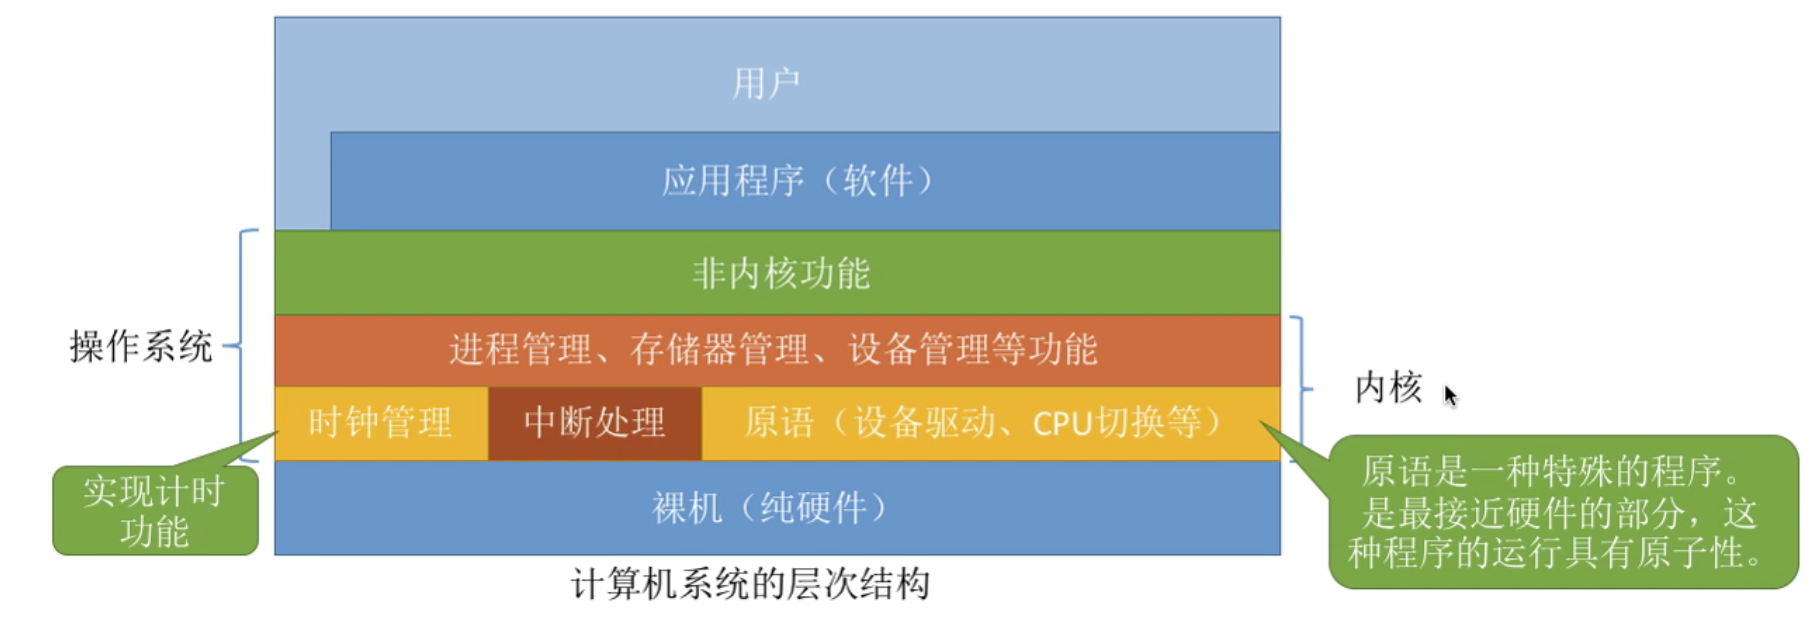 用户
应用程序（软件）
非内核功能
操作系统
进程管理、存储器管理、设备管理等功能
内核
时钟管理
中断处理
原语（设备驱动、CPU切换等）
实现计时
功能
原语是一种特殊的程序。
是最接近硬件的部分，这
种程序的运行具有原子性。
裸机（纯硬件）
计算机系统的层次结构